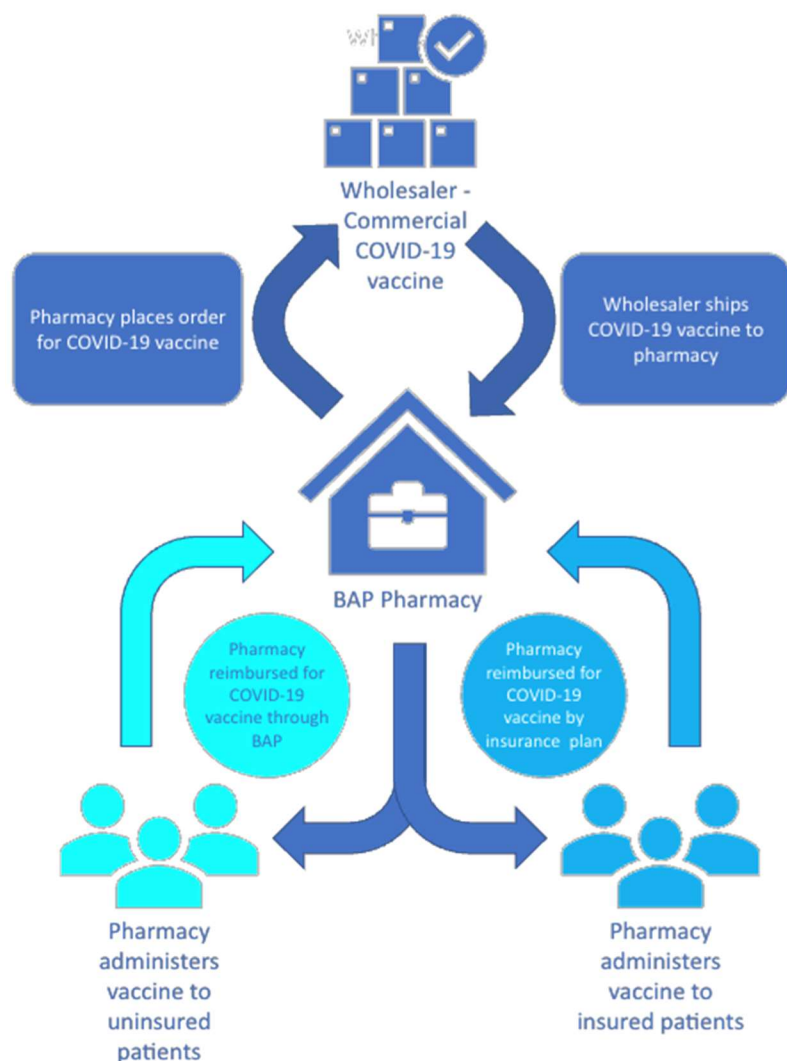 Wholesaler -
Commercial
COVID-19
vaccine
Pharmacy places order
for COVID-19 vaccine
Wholesaler ships
COVID-19 vaccine to
pharmacy
BAP Pharmacy
Pharmacy
reimbursed for
COVID-19
vaccine through
BAP
Pharmacy
reimbursed for
COVID-19
vaccine by
insurance plan
Pharmacy
administers
vaccine to
uninsured
patients
Pharmacy
administers
vaccine to
insured patients